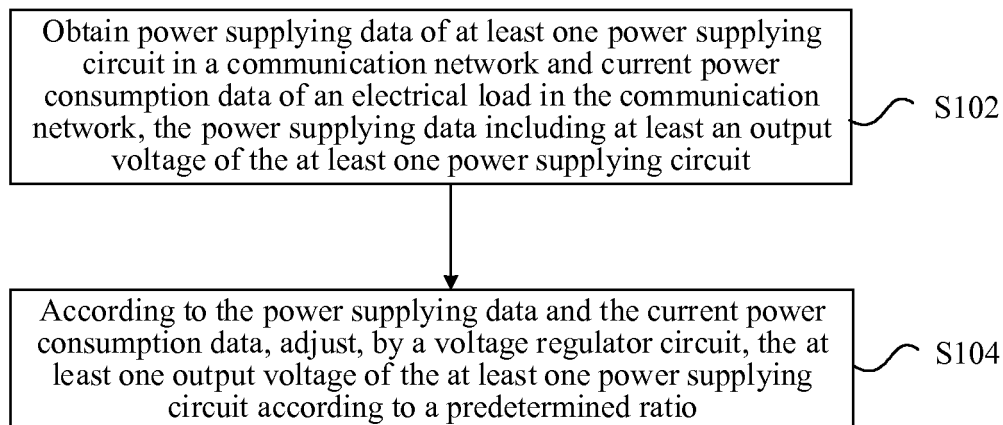 Obtain power supplying data of at least one power supplying
circuit in a communication network and current power
consumption data of an electrical load in the communication
network, the power supplying data including at least an output
voltage of the at least one power supplying circuit
S102
According to the power supplying data and the current power
consumption data, adjust, by a voltage regulator circuit, the at
least one output voltage of the at least one power supplying
circuit according to a predetermined ratio
S104